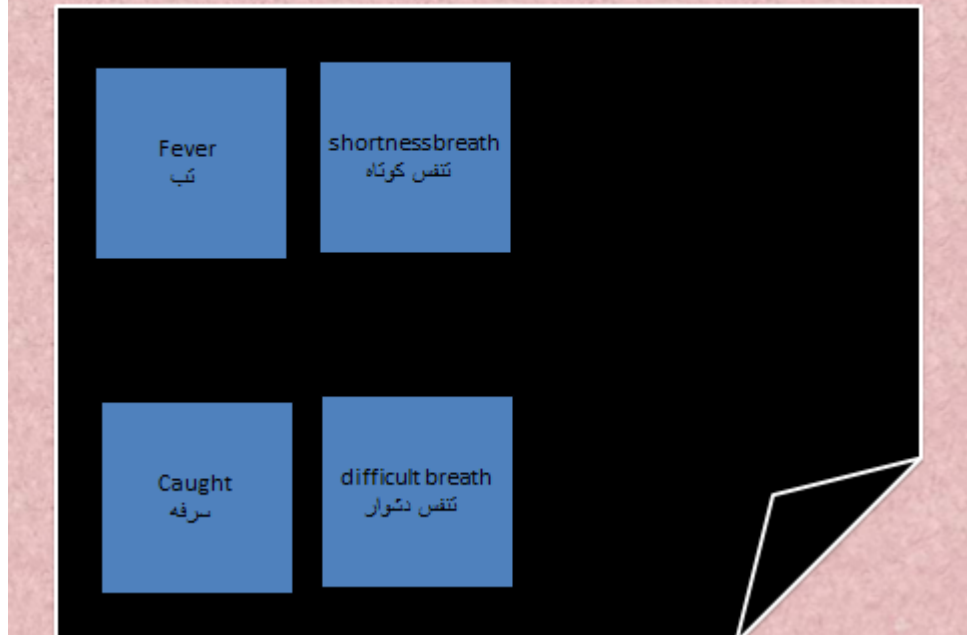 Fever
تب
shortnessbreath
تنفس کوتاه
Caught
سرفه
difficult breath
تنفس دشوار